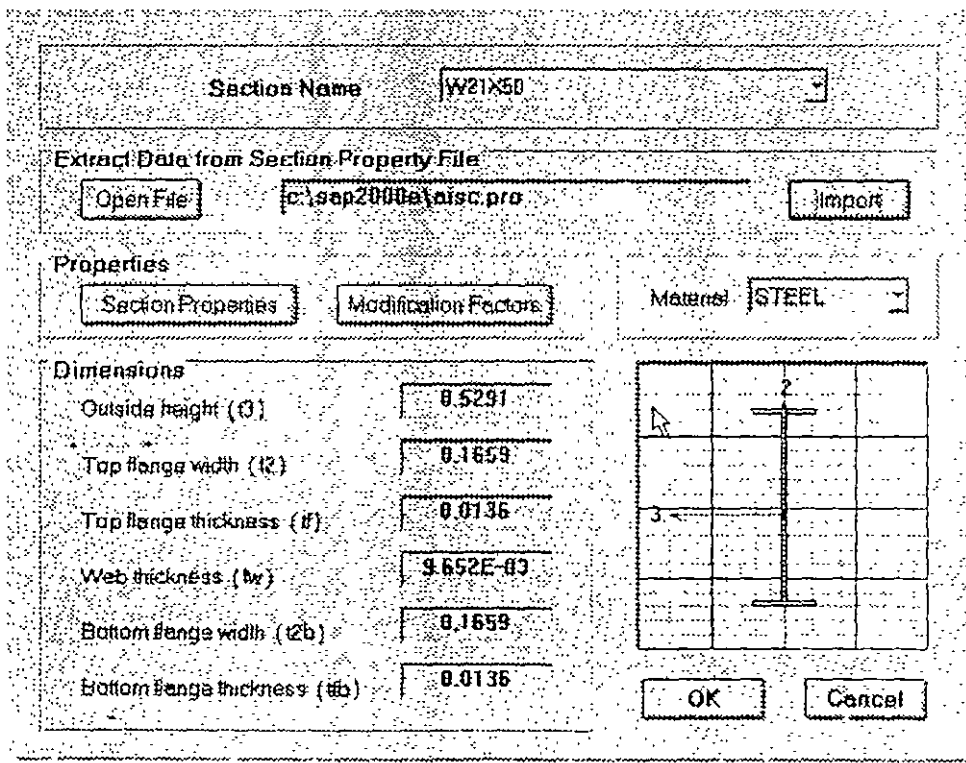 Section Name W21X50
Extract Data from Section Property File
Open File c:\sap2000e\aisc.pro Import
Properties
Section Properties Modification Factors Material STEEL
Dimensions
Outside height (t3) 0.5291
Top flange width (t2) 0.1659
Top flange thickness (tf) 0.0136
Web thickness (tw) 9.652E-03
Bottom flange width (t2b) 0.1659
Bottom flange thickness (tfb) 0.0136
2
3
OK Cancel